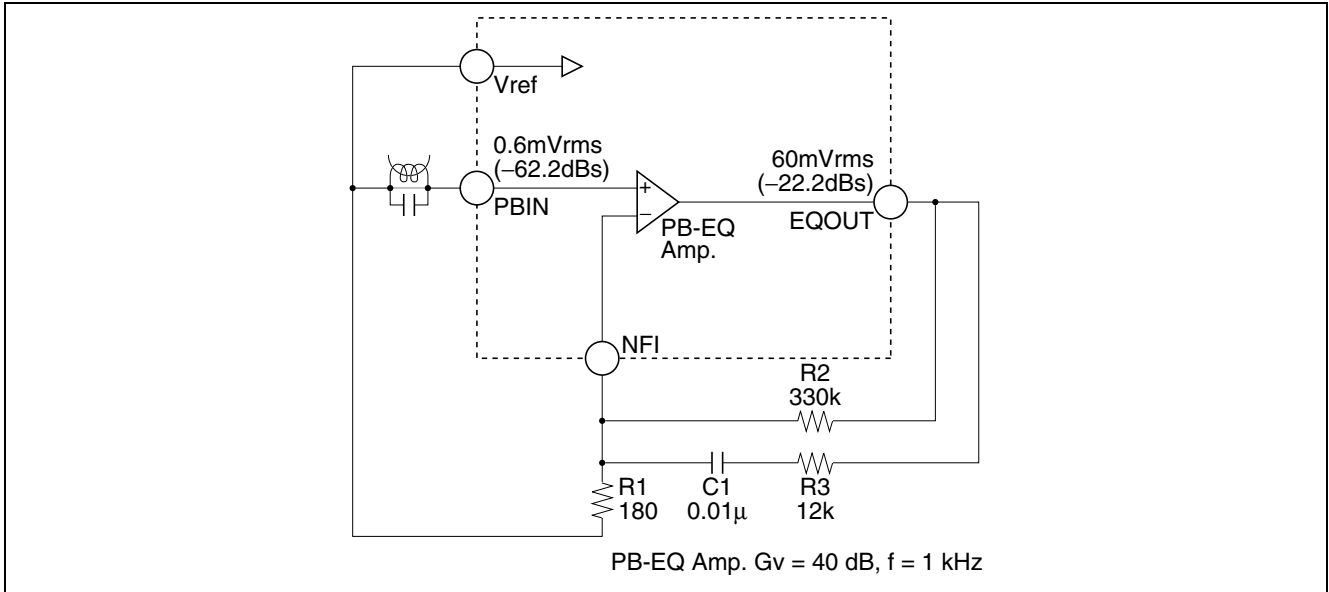 Vref
0.6mVrms
(−62.2dBs)
PBIN
+
−
PB-EQ
Amp.
60mVrms
(−22.2dBs)
EQOUT
NFI
R2
330k
R1
180
C1
0.01μ
R3
12k
PB-EQ Amp. Gv = 40 dB, f = 1 kHz